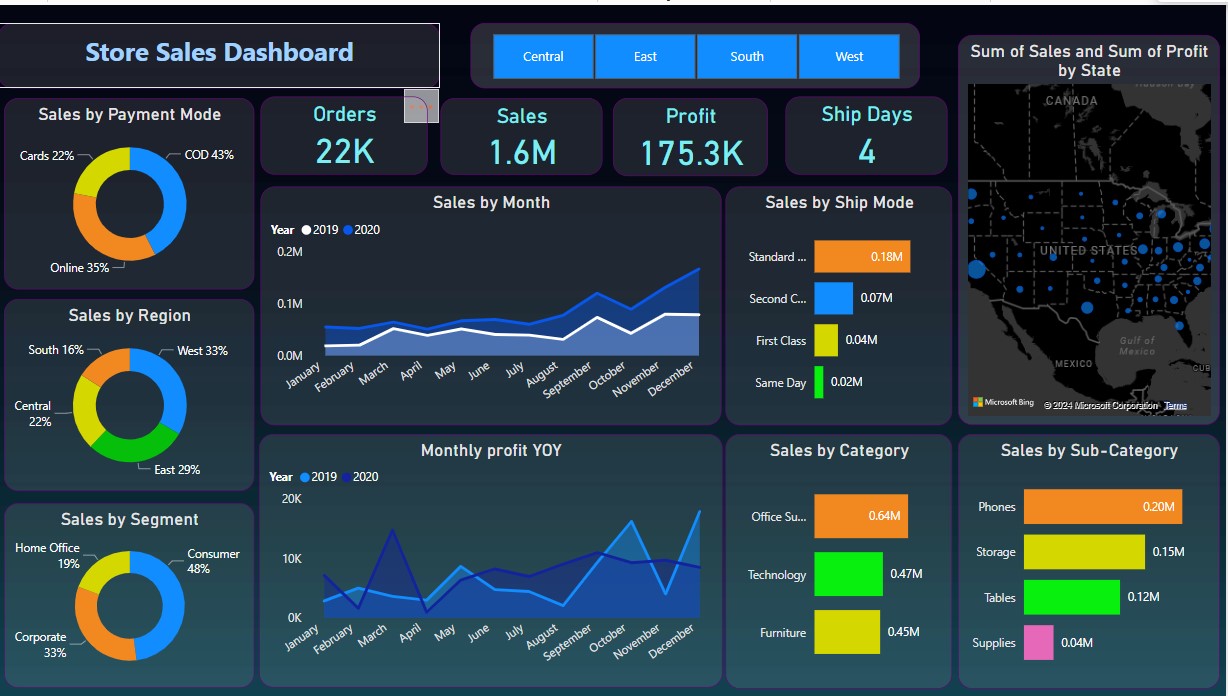 Store Sales Dashboard
Central
East
South
West
Sales by Payment Mode
Cards 22%
COD 43%
Online 35%
Orders
22K
Sales
1.6M
Profit
175.3K
Ship Days
4
Sum of Sales and Sum of Profit
by State
CANADA
UNITED STATES
MEXICO
Gulf of
Mexico
CUB
Microsoft Bing
© 2024 Microsoft Corporation
Terms
Sales by Month
Year
2019
2020
0.2M
0.1M
0.0M
January
February
March
April
May
June
July
August
September
October
November
December
Sales by Ship Mode
Standard ...
0.18M
Second C...
0.07M
First Class
0.04M
Same Day
0.02M
Sales by Region
South 16%
West 33%
Central
22%
East 29%
Monthly profit YOY
Year
2019
2020
20K
10K
0K
January
February
March
April
May
June
July
August
September
October
November
December
Sales by Category
Office Su...
0.64M
Technology
0.47M
Furniture
0.45M
Sales by Sub-Category
Phones
0.20M
Storage
0.15M
Tables
0.12M
Supplies
0.04M
Sales by Segment
Home Office
19%
Consumer
48%
Corporate
33%